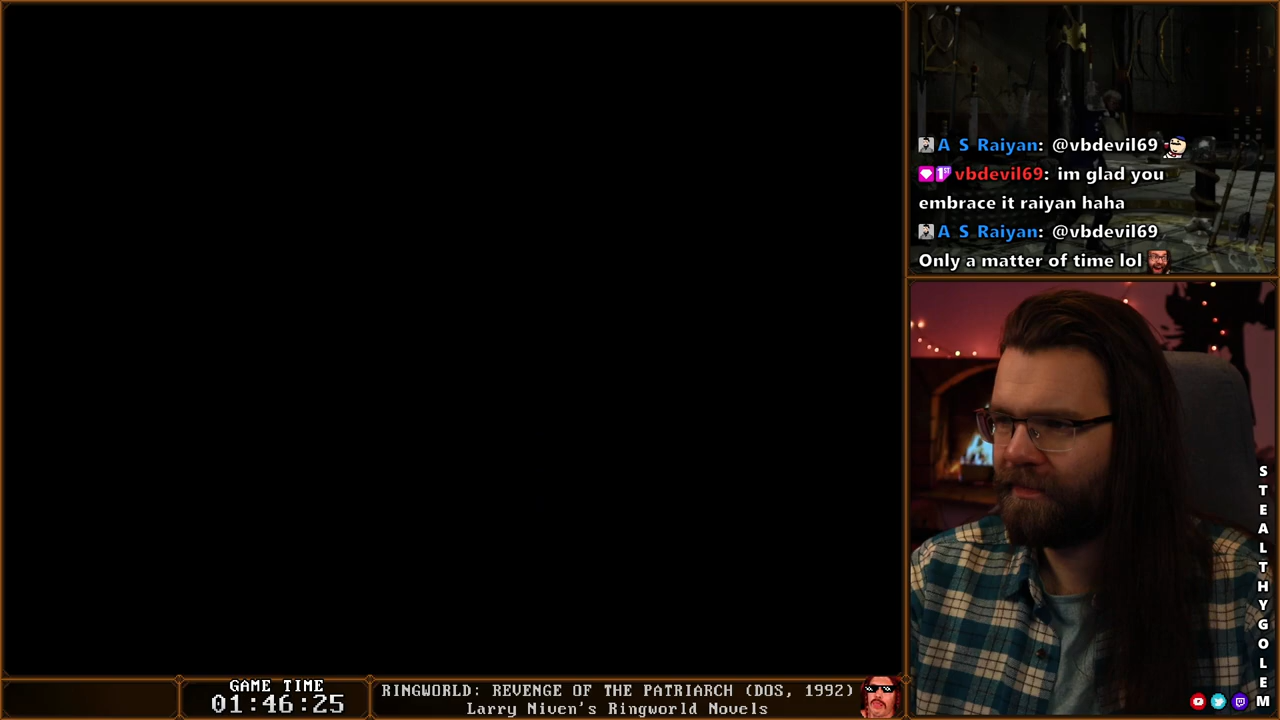 A S Raiyan: @vbdevil69
vbdevil69: im glad you
embrace it raiyan haha
A S Raiyan: @vbdevil69
Only a matter of time lol
STEALTHYGOLEM
GAME TIME
01:46:25
RINGWORLD: REVENGE OF THE PATRIARCH (DOS, 1992)
Larry Niven's Ringworld Novels